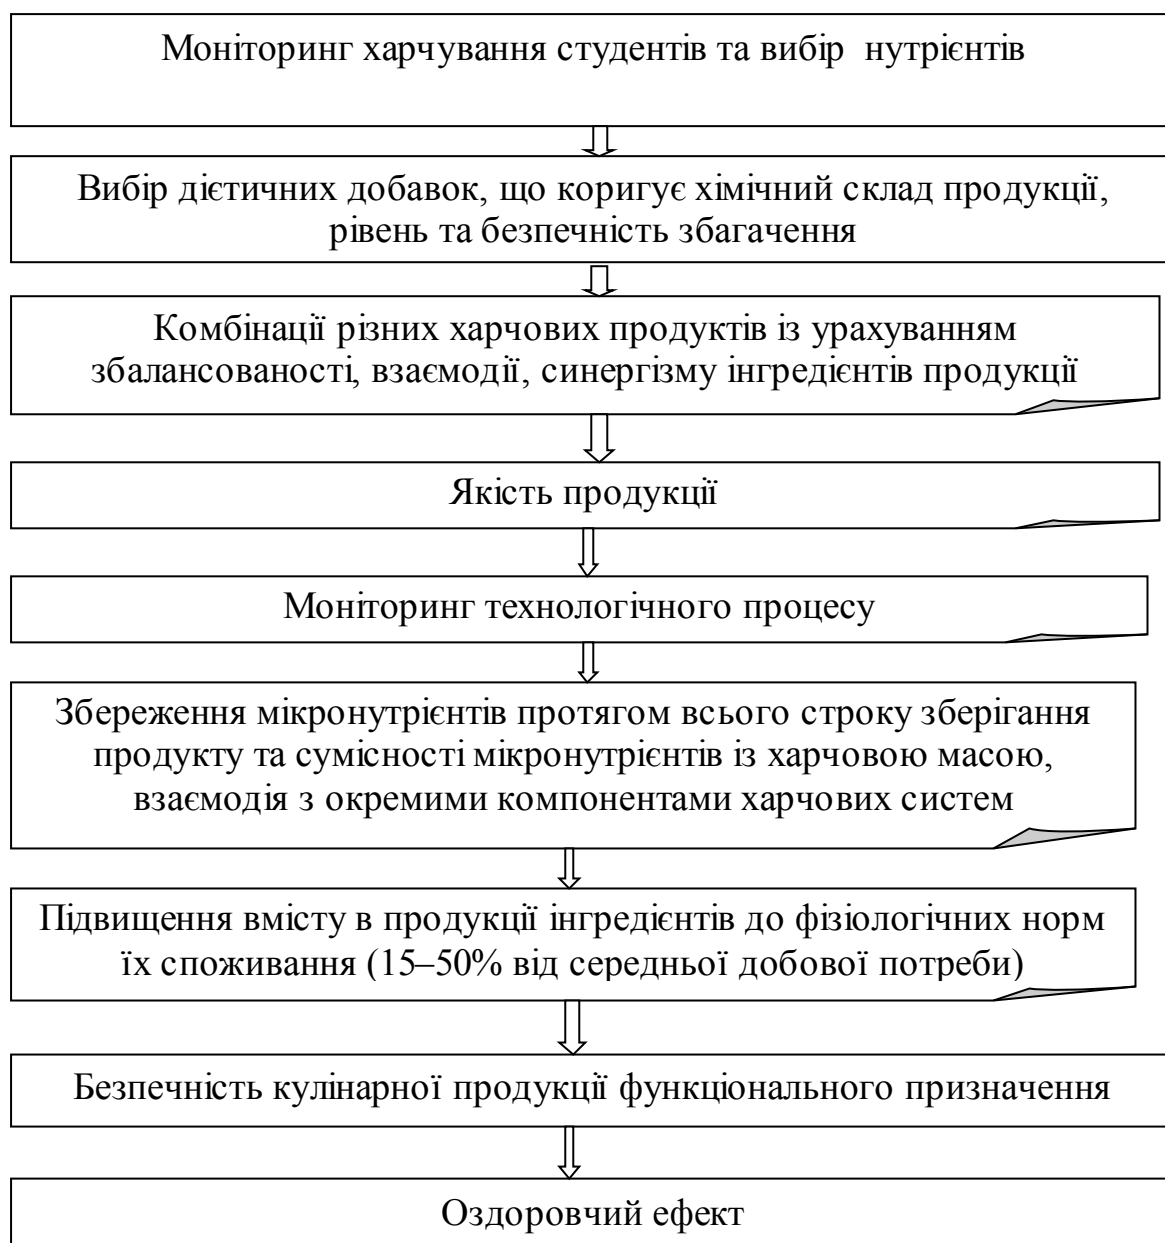 Моніторинг харчування студентів та вибір нутрієнтів
Вибір дієтичних добавок, що коригує хімічний склад продукції,
рівень та безпечність збагачення
Комбінації різних харчових продуктів із урахуванням
збалансованості, взаємодії, синергізму інгредієнтів продукції
Якість продукції
Моніторинг технологічного процесу
Збереження мікронутрієнтів протягом всього строку зберігання
продукту та сумісності мікронутрієнтів із харчовою масою,
взаємодія з окремими компонентами харчових систем
Підвищення вмісту в продукції інгредієнтів до фізіологічних норм
їх споживання (15–50% від середньої добової потреби)
Безпечність кулінарної продукції функціонального призначення
Оздоровчий ефект